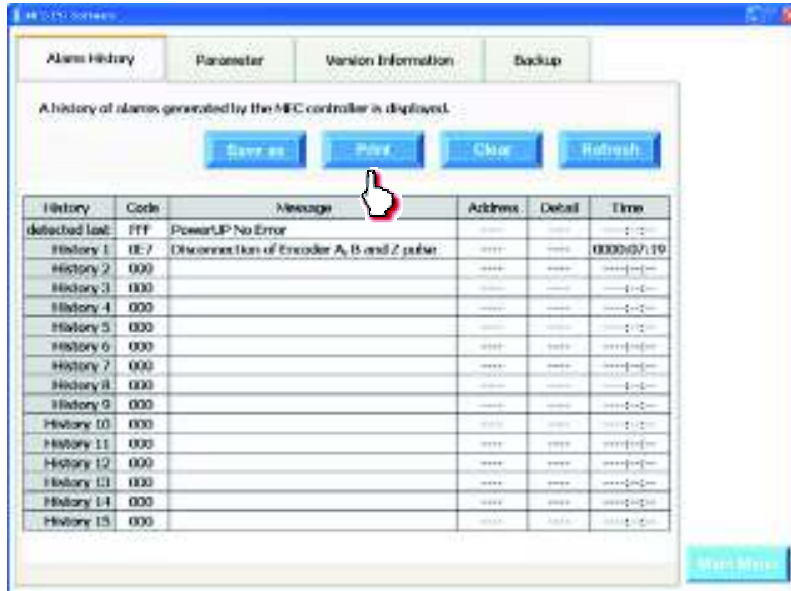 MEC PC Software
Alarm History Parameter Version Information Backup
A history of alarms generated by the MEC controller is displayed.
Save as Print Clear Refresh
History Code Message Address Detail Time
detected last FFF PowerUP No Error ---- ---- ----:--:--
History 1 0E7 Disconnection of Encoder A, B and Z pulse ---- ---- 0000:07:19
History 2 000 ---- ---- ----:--:--
History 3 000 ---- ---- ----:--:--
History 4 000 ---- ---- ----:--:--
History 5 000 ---- ---- ----:--:--
History 6 000 ---- ---- ----:--:--
History 7 000 ---- ---- ----:--:--
History 8 000 ---- ---- ----:--:--
History 9 000 ---- ---- ----:--:--
History 10 000 ---- ---- ----:--:--
History 11 000 ---- ---- ----:--:--
History 12 000 ---- ---- ----:--:--
History 13 000 ---- ---- ----:--:--
History 14 000 ---- ---- ----:--:--
History 15 000 ---- ---- ----:--:--
Main Menu